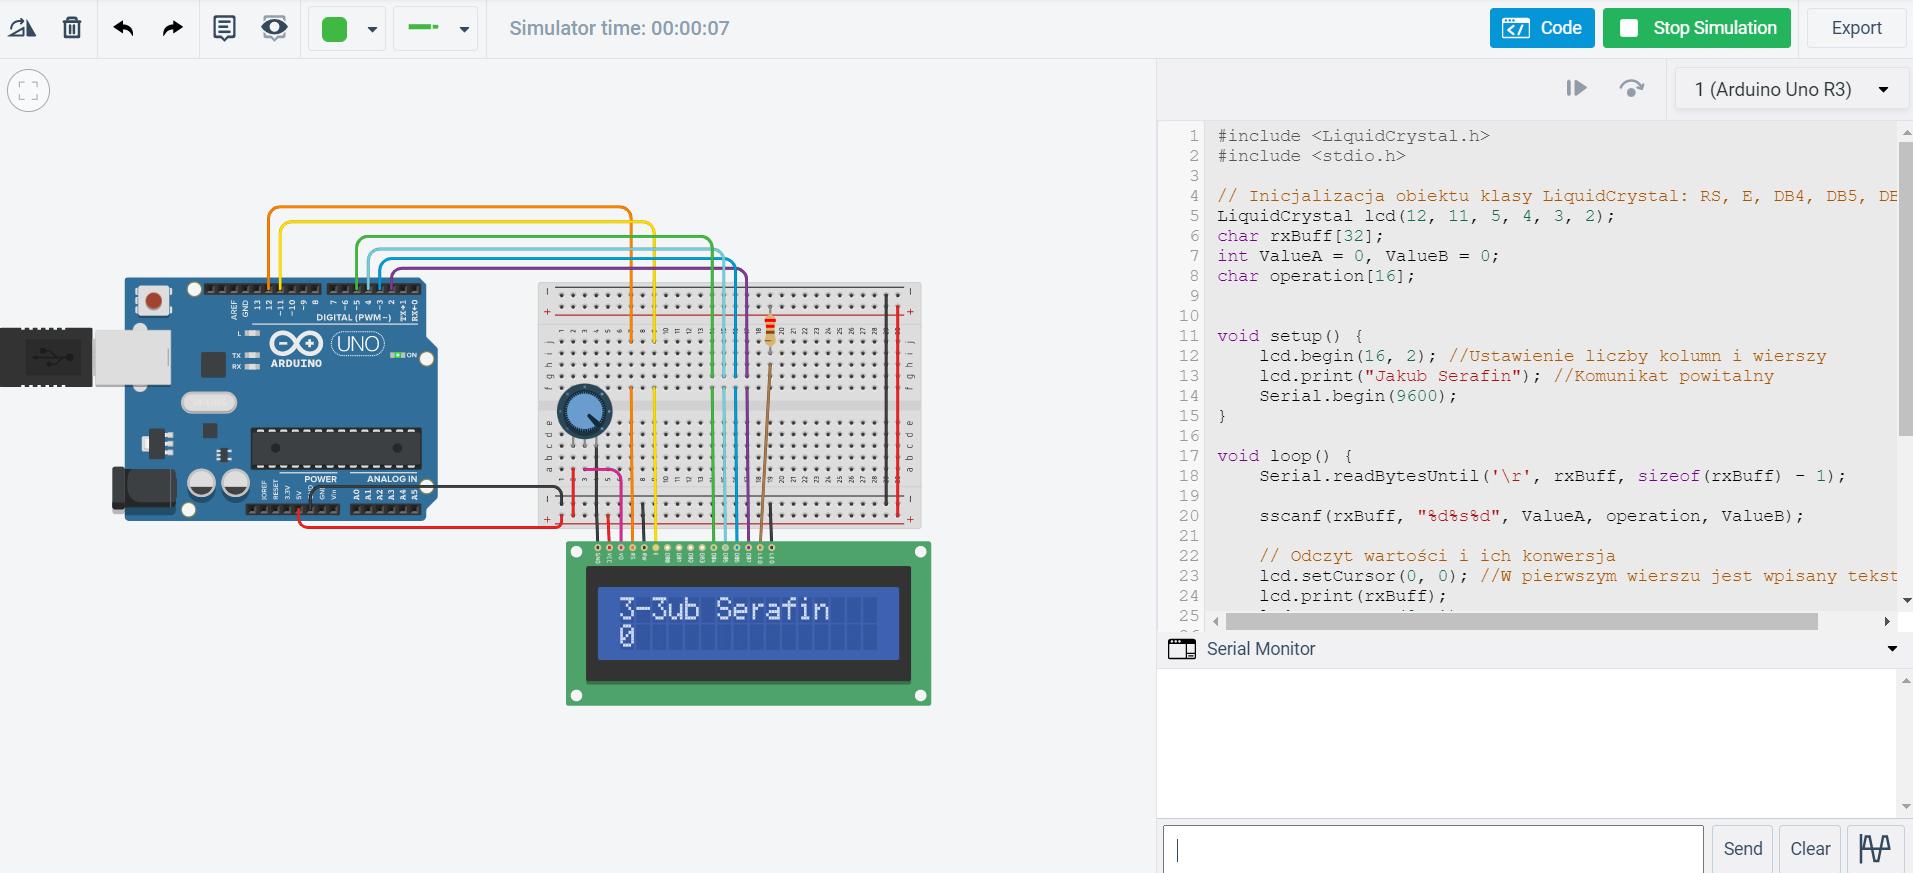 Simulator time: 00:00:07
Code
Stop Simulation
Export
1 (Arduino Uno R3)
1 #include <LiquidCrystal.h>
2 #include <stdio.h>
3
4 // Inicjalizacja obiektu klasy LiquidCrystal: RS, E, DB4, DB5, DE
5 LiquidCrystal lcd(12, 11, 5, 4, 3, 2);
6 char rxBuff[32];
7 int ValueA = 0, ValueB = 0;
8 char operation[16];
9
10
11 void setup() {
12 lcd.begin(16, 2); //Ustawienie liczby kolumn i wierszy
13 lcd.print("Jakub Serafin"); //Komunikat powitalny
14 Serial.begin(9600);
15 }
16
17 void loop() {
18 Serial.readBytesUntil('\r', rxBuff, sizeof(rxBuff) - 1);
19
20 sscanf(rxBuff, "%d%s%d", ValueA, operation, ValueB);
21
22 // Odczyt wartości i ich konwersja
23 lcd.setCursor(0, 0); //W pierwszym wierszu jest wpisany tekst
24 lcd.print(rxBuff);
25
Serial Monitor
Send
Clear
AREF
GND
13
12
~11
~10
~9
8
7
~6
~5
4
~3
2
TX→1
RX←0
DIGITAL (PWM~)
L
TX
RX
ARDUINO
UNO
ON
POWER
ANALOG IN
IOREF
RESET
3.3V
5V
GND
Vin
A0
A1
A2
A3
A4
A5
3-3ub Serafin
0